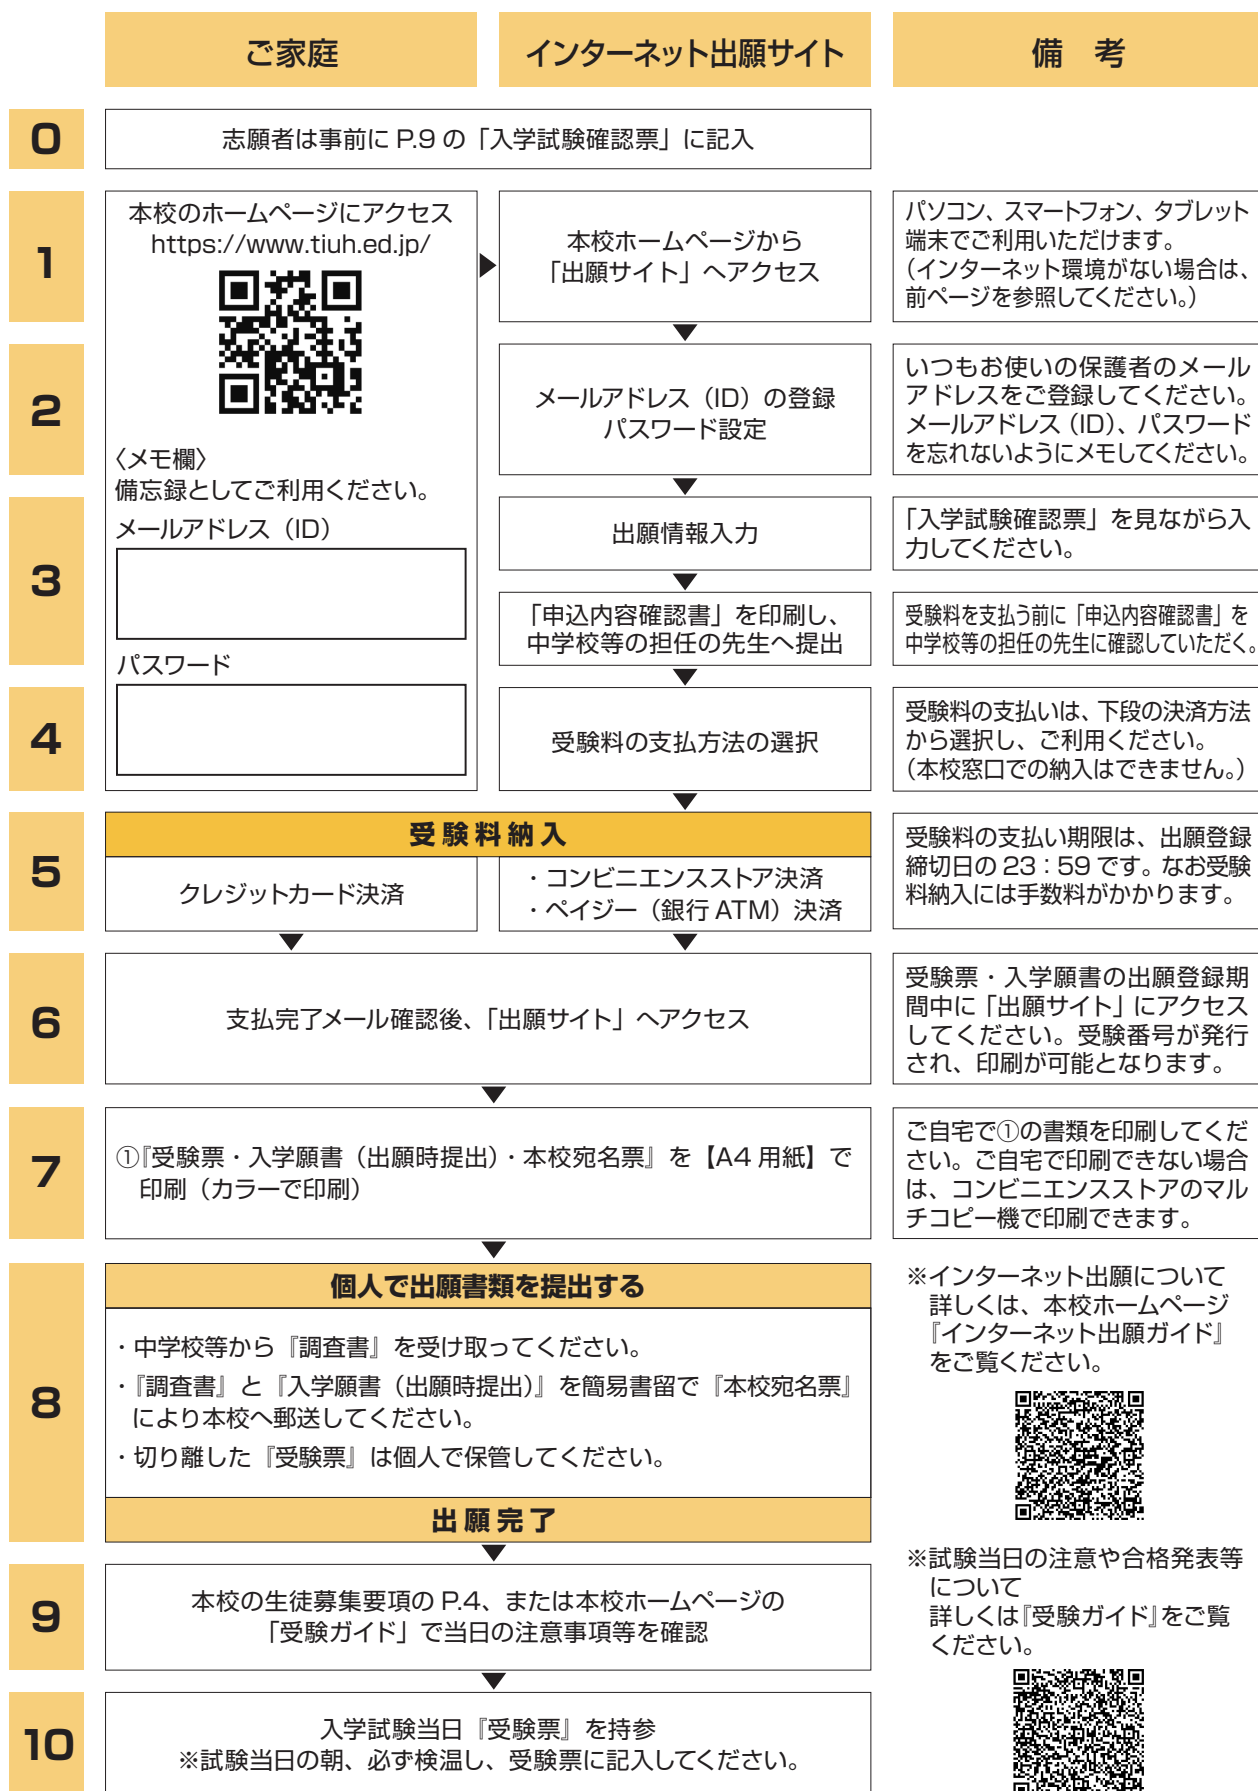 ご家庭
インターネット出願サイト
備　考
0
志願者は事前に P.9 の「入学試験確認票」に記入
1
本校のホームページにアクセス
https://www.tiuh.ed.jp/
本校ホームページから
「出願サイト」へアクセス
パソコン、スマートフォン、タブレット
端末でご利用いただけます。
（インターネット環境がない場合は、
前ページを参照してください。）
2
メールアドレス（ID）の登録
パスワード設定
いつもお使いの保護者のメール
アドレスをご登録してください。
メールアドレス（ID）、パスワード
を忘れないようにメモしてください。
〈メモ欄〉
備忘録としてご利用ください。
メールアドレス（ID）
パスワード
3
出願情報入力
「入学試験確認票」を見ながら入
力してください。
「申込内容確認書」を印刷し、
中学校等の担任の先生へ提出
受験料を支払う前に「申込内容確認書」を
中学校等の担任の先生に確認していただく。
4
受験料の支払方法の選択
受験料の支払いは、下段の決済方法
から選択し、ご利用ください。
（本校窓口での納入はできません。）
5
受験料納入
クレジットカード決済
・コンビニエンスストア決済
・ペイジー（銀行 ATM）決済
受験料の支払い期限は、出願登録
締切日の 23：59 です。なお受験
料納入には手数料がかかります。
6
支払完了メール確認後、「出願サイト」へアクセス
受験票・入学願書の出願登録期
間中に「出願サイト」にアクセス
してください。受験番号が発行
され、印刷が可能となります。
7
①『受験票・入学願書（出願時提出）・本校宛名票』を【A4 用紙】で
印刷（カラーで印刷）
ご自宅で①の書類を印刷してくだ
さい。ご自宅で印刷できない場合
は、コンビニエンスストアのマル
チコピー機で印刷できます。
8
個人で出願書類を提出する
・中学校等から『調査書』を受け取ってください。
・『調査書』と『入学願書（出願時提出）』を簡易書留で『本校宛名票』
により本校へ郵送してください。
・切り離した『受験票』は個人で保管してください。
出願完了
※インターネット出願について
詳しくは、本校ホームページ
『インターネット出願ガイド』
をご覧ください。
9
本校の生徒募集要項の P.4、または本校ホームページの
「受験ガイド」で当日の注意事項等を確認
※試験当日の注意や合格発表等
について
詳しくは『受験ガイド』をご覧
ください。
10
入学試験当日『受験票』を持参
※試験当日の朝、必ず検温し、受験票に記入してください。